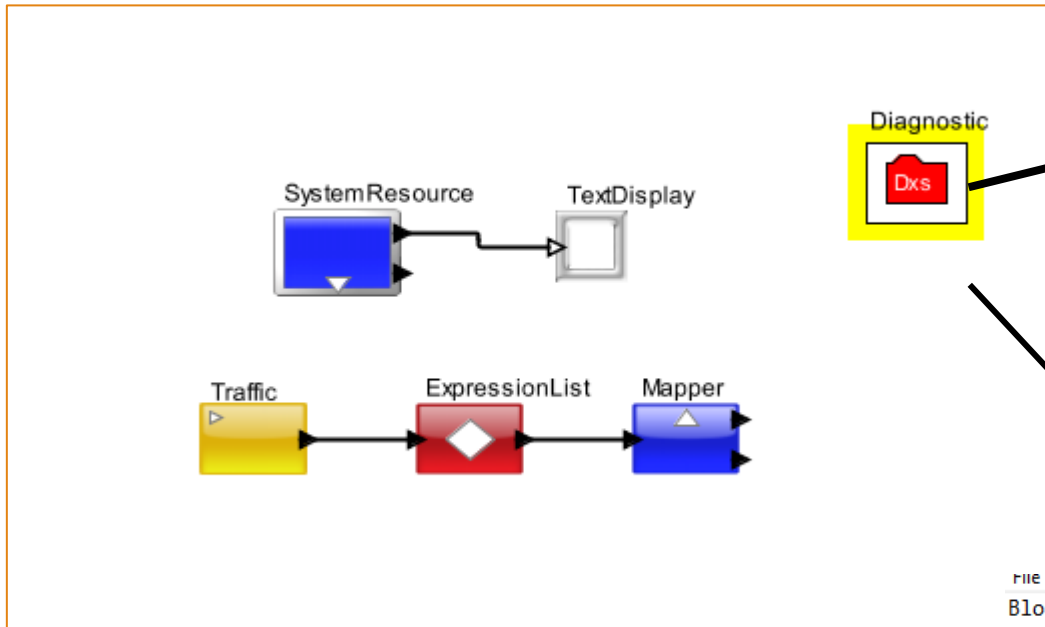 Diagnostic
Dxs
SystemResource
TextDisplay
Traffic
ExpressionList
Mapper
File
Blo